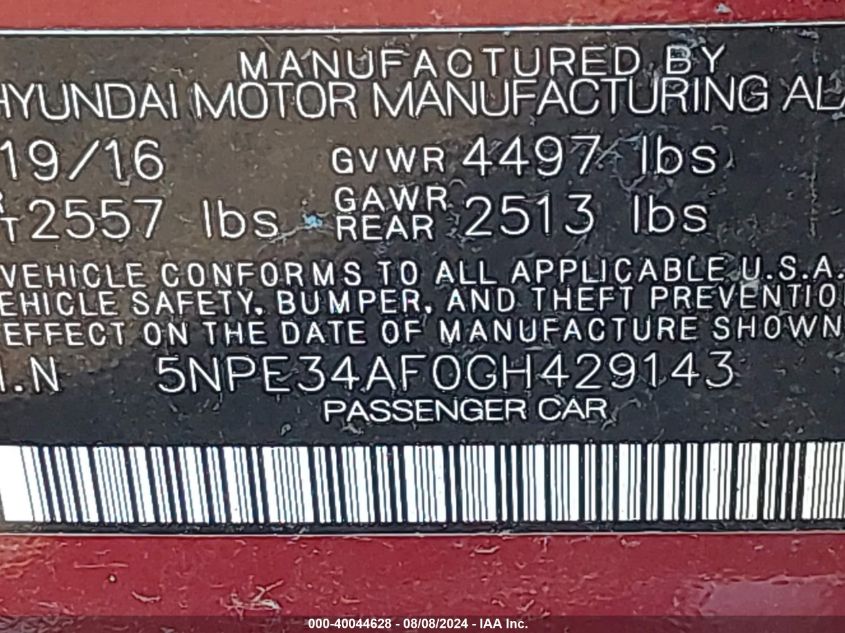 MANUFACTURED BY
HYUNDAI MOTOR MANUFACTURING ALA
19/16 GVWR 4497 lbs
T 2557 lbs GAWR REAR 2513 lbs
VEHICLE CONFORMS TO ALL APPLICABLE U.S.A.
EHICLE SAFETY, BUMPER, AND THEFT PREVENTIO
EFFECT ON THE DATE OF MANUFACTURE SHOWN
I.N 5NPE34AF0GH429143
PASSENGER CAR
000-40044628 - 08/08/2024 - IAA Inc.